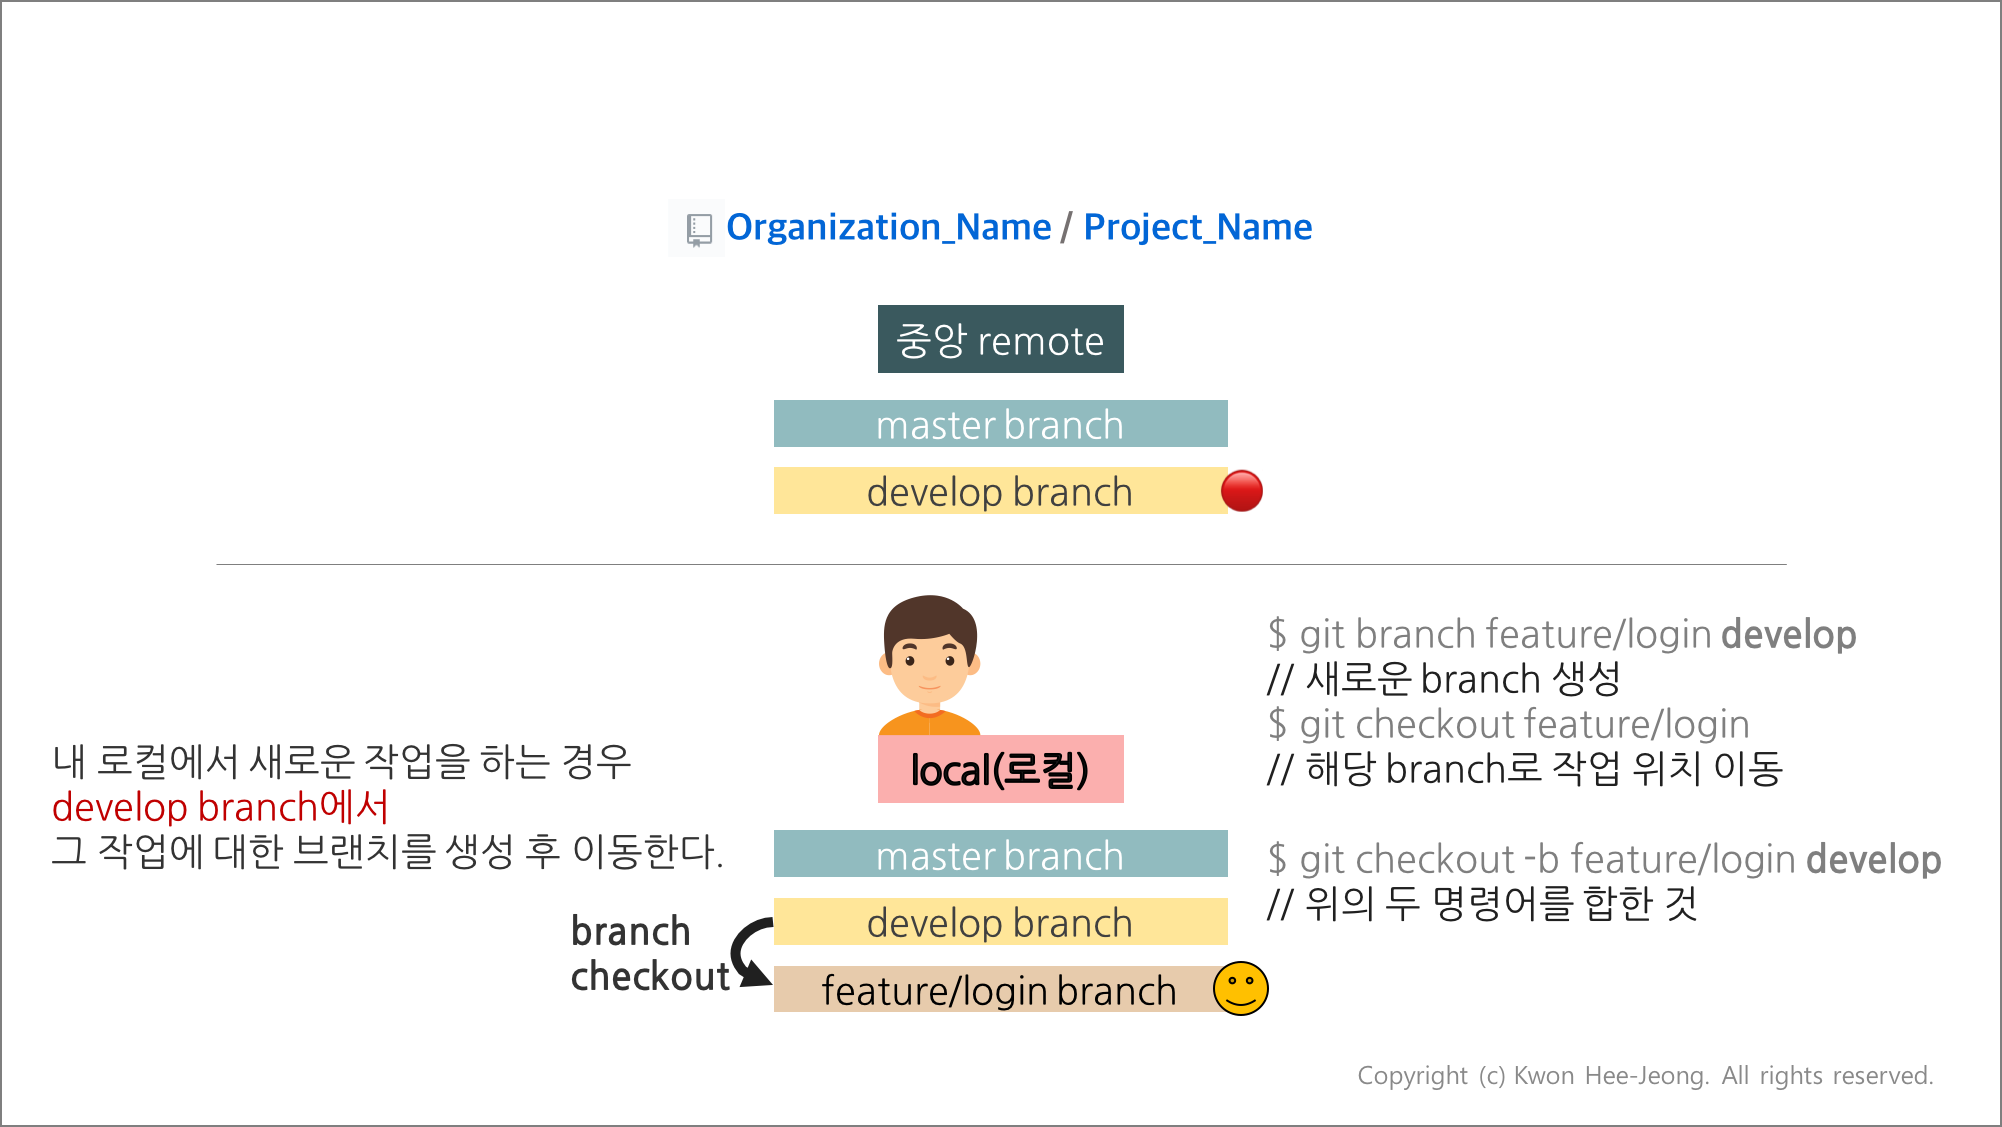 Organization_Name / Project_Name
중앙 remote
master branch
develop branch
$ git branch feature/login develop
// 새로운 branch 생성
$ git checkout feature/login
// 해당 branch로 작업 위치 이동
$ git checkout -b feature/login develop
// 위의 두 명령어를 합한 것
내 로컬에서 새로운 작업을 하는 경우
develop branch에서
그 작업에 대한 브랜치를 생성 후 이동한다.
local(로컬)
master branch
develop branch
branch
checkout
feature/login branch
Copyright (c) Kwon Hee-Jeong. All rights reserved.